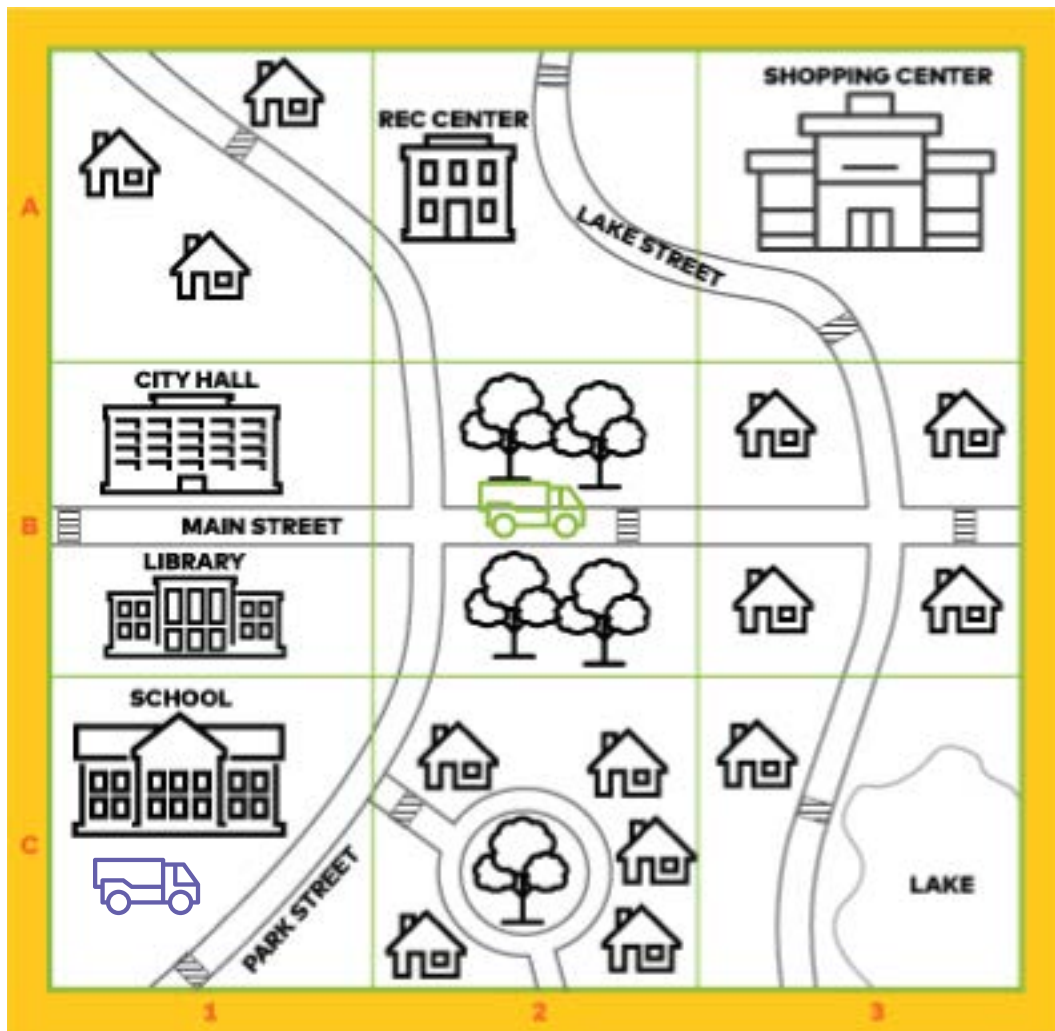 SHOPPING CENTER
REC CENTER
A
LAKE STREET
CITY HALL
B
MAIN STREET
LIBRARY
SCHOOL
C
PARK STREET
LAKE
1
2
3